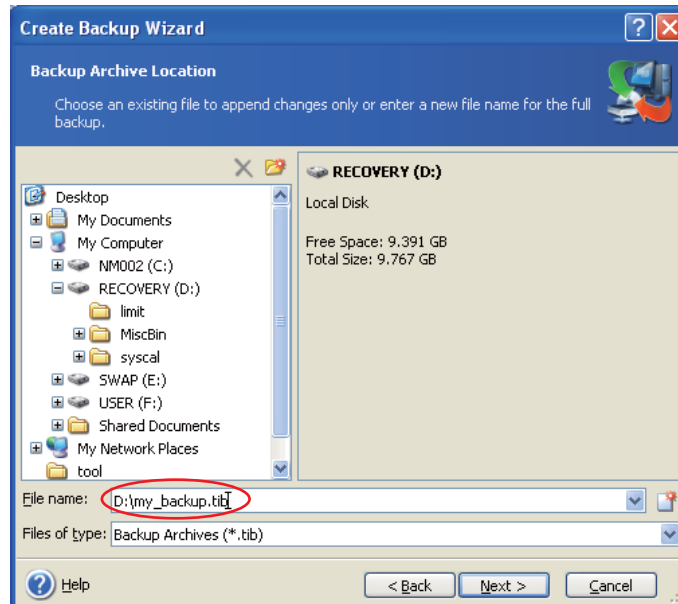 Create Backup Wizard
Backup Archive Location
Choose an existing file to append changes only or enter a new file name for the full
backup.
Desktop
My Documents
My Computer
NM002 (C:)
RECOVERY (D:)
limit
MiscBin
syscal
SWAP (E:)
USER (F:)
Shared Documents
My Network Places
tool
RECOVERY (D:)
Local Disk
Free Space: 9.391 GB
Total Size: 9.767 GB
File name: D:\my_backup.tib
Files of type: Backup Archives (*.tib)
Help
< Back
Next >
Cancel